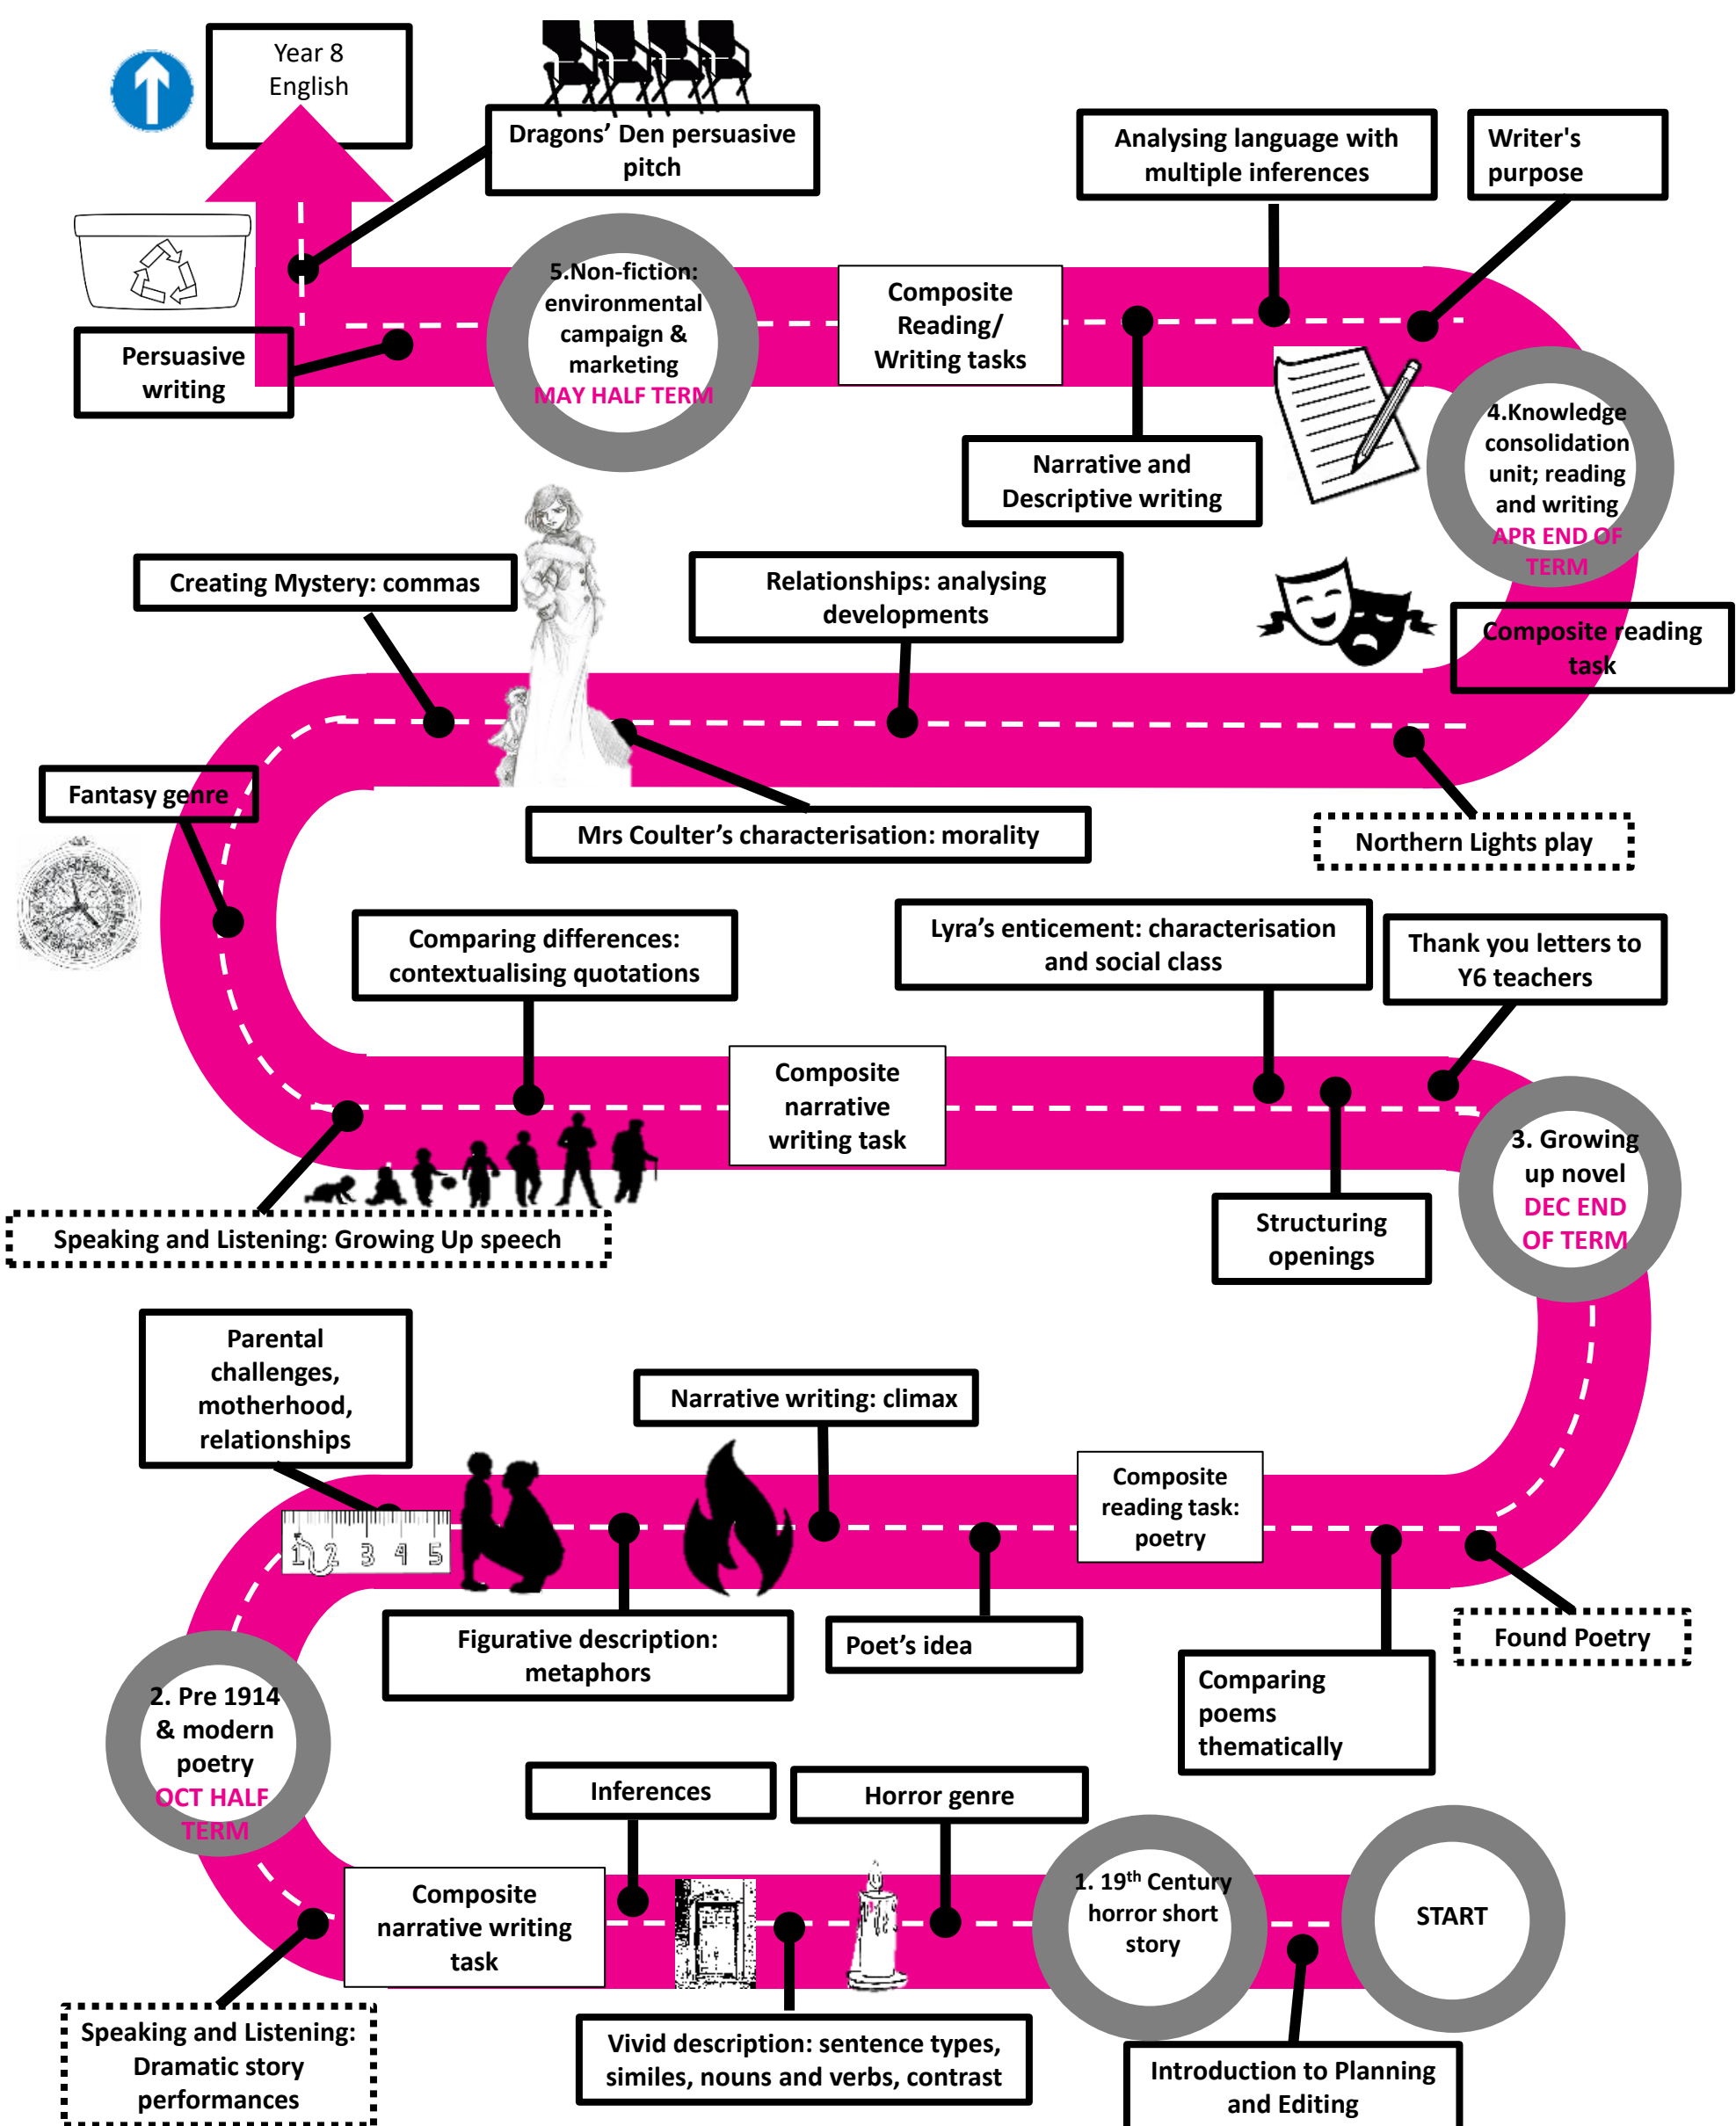 Year 8
English
Dragons’ Den persuasive
pitch
Analysing language with
multiple inferences
Writer's
purpose
5.Non-fiction:
environmental
campaign &
marketing
MAY HALF TERM
Composite
Reading/
Writing tasks
Persuasive
writing
Narrative and
Descriptive writing
4.Knowledge
consolidation
unit; reading
and writing
APR END OF
TERM
Creating Mystery: commas
Relationships: analysing
developments
Composite reading
task
Fantasy genre
Mrs Coulter’s characterisation: morality
Northern Lights play
Comparing differences:
contextualising quotations
Lyra’s enticement: characterisation
and social class
Thank you letters to
Y6 teachers
Composite
narrative
writing task
3. Growing
up novel
DEC END
OF TERM
Speaking and Listening: Growing Up speech
Structuring
openings
Parental
challenges,
motherhood,
relationships
Narrative writing: climax
Composite
reading task:
poetry
1 2 3 4 5
Figurative description:
metaphors
Poet’s idea
Found Poetry
Comparing
poems
thematically
2. Pre 1914
& modern
poetry
OCT HALF
TERM
Inferences
Horror genre
Composite
narrative writing
task
1. 19th Century
horror short
story
START
Speaking and Listening:
Dramatic story
performances
Vivid description: sentence types,
similes, nouns and verbs, contrast
Introduction to Planning
and Editing